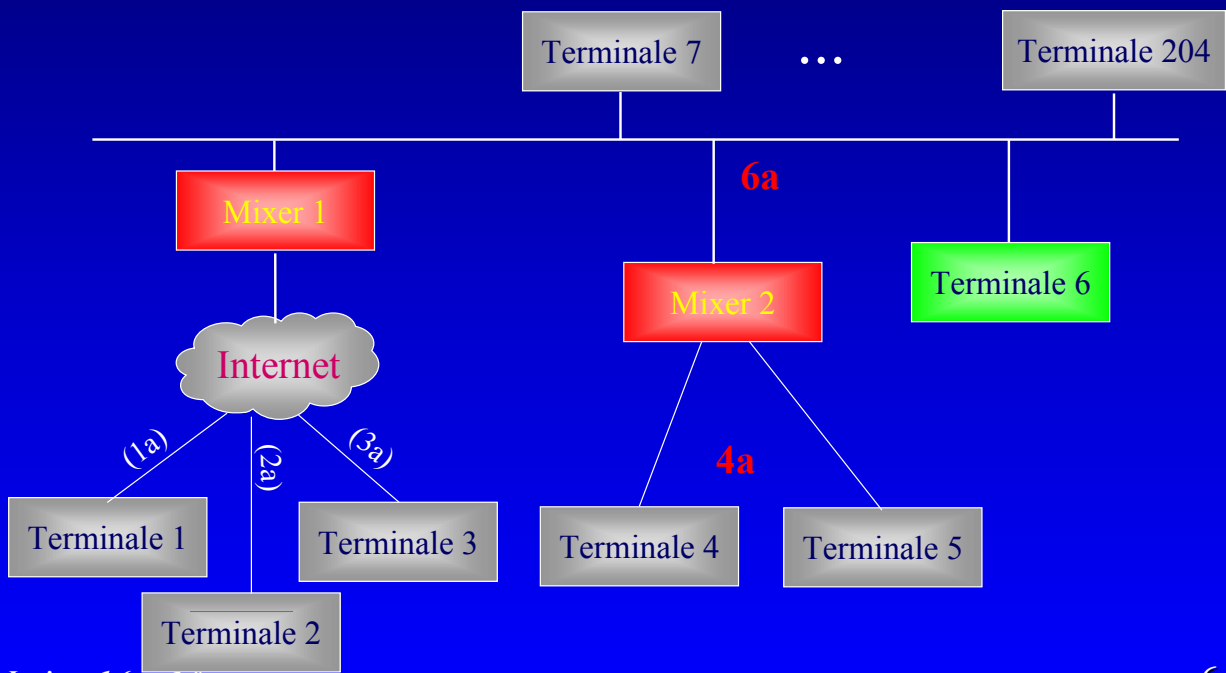 Terminale 7
...
Terminale 204
6a
Mixer 1
Terminale 6
Mixer 2
Internet
(1a)
(2a)
(3a)
4a
Terminale 1
Terminale 3
Terminale 4
Terminale 5
Terminale 2
6